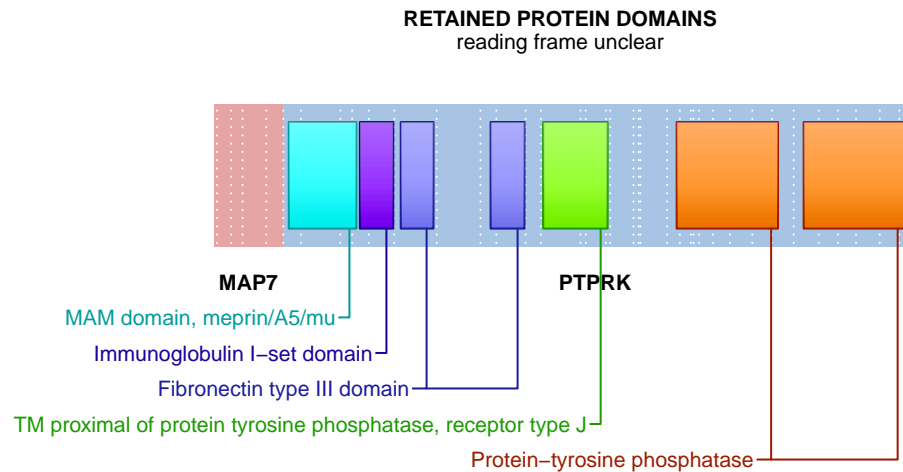 RETAINED PROTEIN DOMAINS
reading frame unclear
MAP7
PTPRK
MAM domain, meprin/A5/mu
Immunoglobulin I−set domain
Fibronectin type III domain
TM proximal of protein tyrosine phosphatase, receptor type J
Protein−tyrosine phosphatase